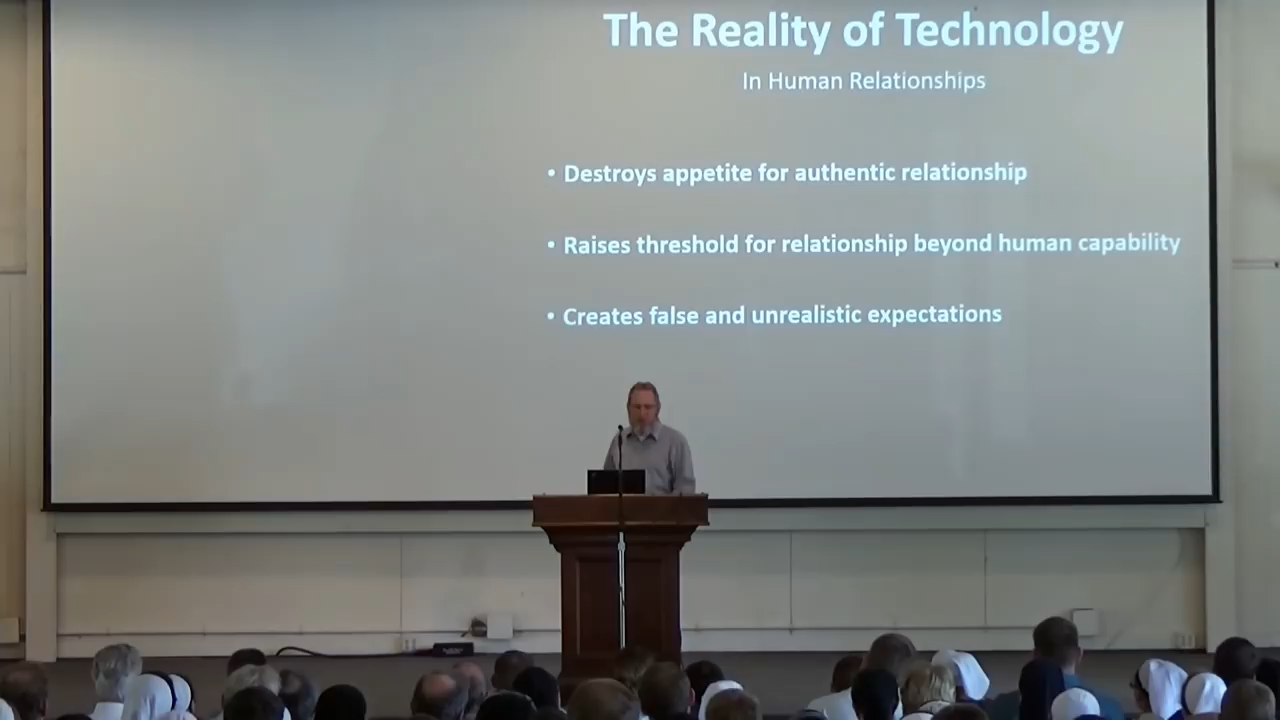 The Reality of Technology
In Human Relationships
• Destroys appetite for authentic relationship
• Raises threshold for relationship beyond human capability
• Creates false and unrealistic expectations